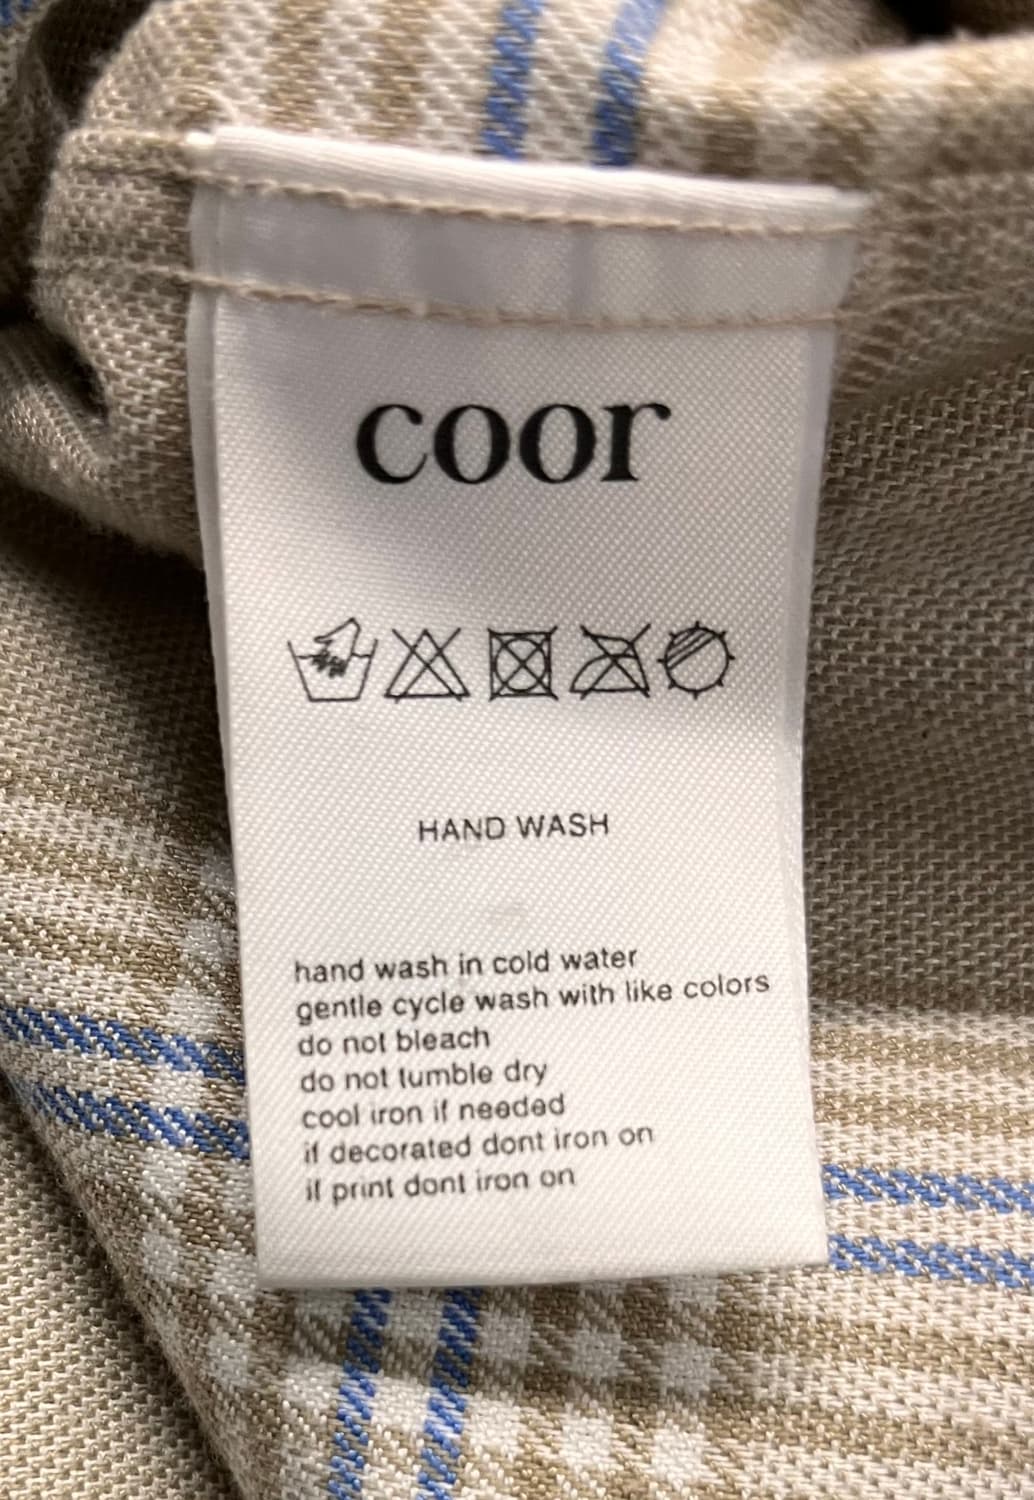 coor
HAND WASH
hand wash in cold water
gentle cycle wash with like colors
do not bleach
do not tumble dry
cool iron if needed
if decorated dont iron on
if print dont iron on